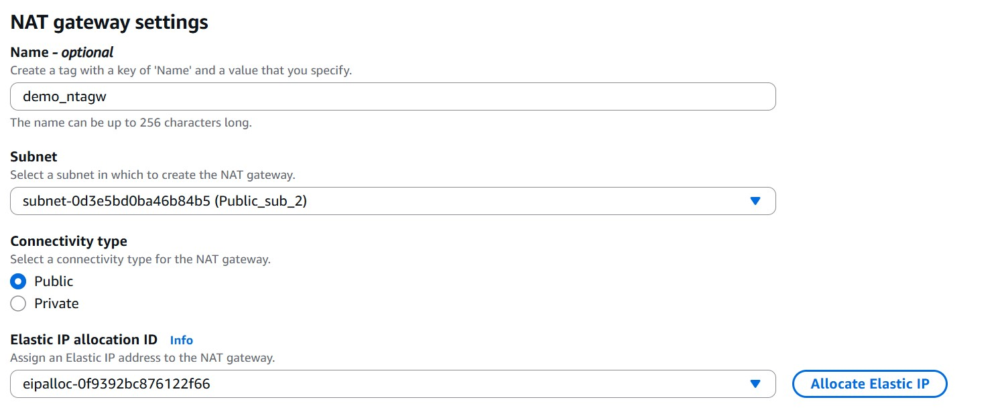 NAT gateway settings
Name - optional
Create a tag with a key of 'Name' and a value that you specify.
demo_ntagw
The name can be up to 256 characters long.
Subnet
Select a subnet in which to create the NAT gateway.
subnet-0d3e5bd0ba46b84b5 (Public_sub_2)
Connectivity type
Select a connectivity type for the NAT gateway.
Public
Private
Elastic IP allocation ID Info
Assign an Elastic IP address to the NAT gateway.
eipalloc-0f9392bc876122f66 Allocate Elastic IP